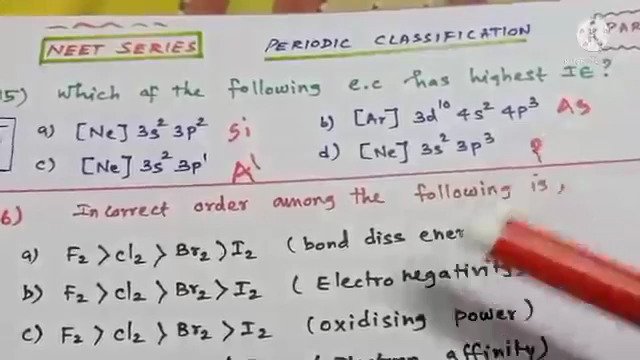 NEET SERIES
PERIODIC CLASSIFICATION
PAR
15) Which of the following e.c has highest IE?
a) [Ne] 3s² 3p² Si
b) [Ar] 3d¹⁰ 4s² 4p³ As
c) [Ne] 3s² 3p¹ Al
d) [Ne] 3s² 3p³ P
6) Incorrect order among the following is,
a) F₂ > Cl₂ > Br₂ > I₂ (bond diss ener
b) F₂ > Cl₂ > Br₂ > I₂ (Electronegativity
c) F₂ > Cl₂ > Br₂ > I₂ (oxidising power)
affinity)